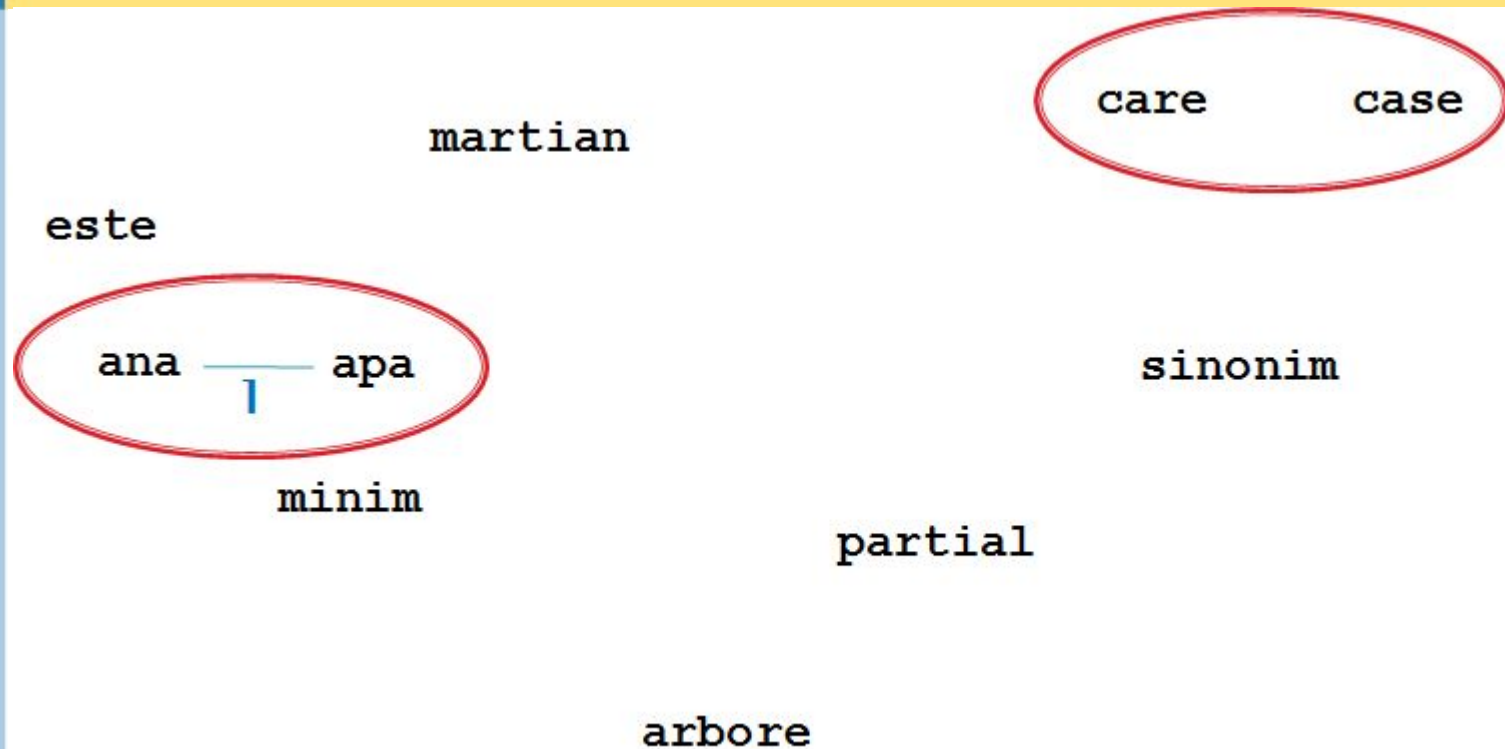 care case
martian
este
ana apa
1
sinonim
minim
partial
arbore